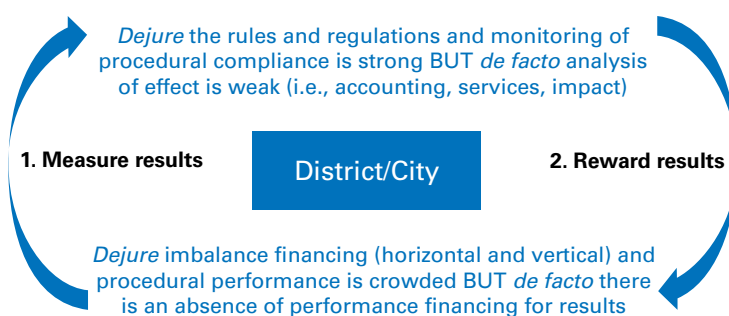 Dejure the rules and regulations and monitoring of
procedural compliance is strong BUT de facto analysis
of effect is weak (i.e., accounting, services, impact)
1. Measure results
District/City
2. Reward results
Dejure imbalance financing (horizontal and vertical) and
procedural performance is crowded BUT de facto there
is an absence of performance financing for results